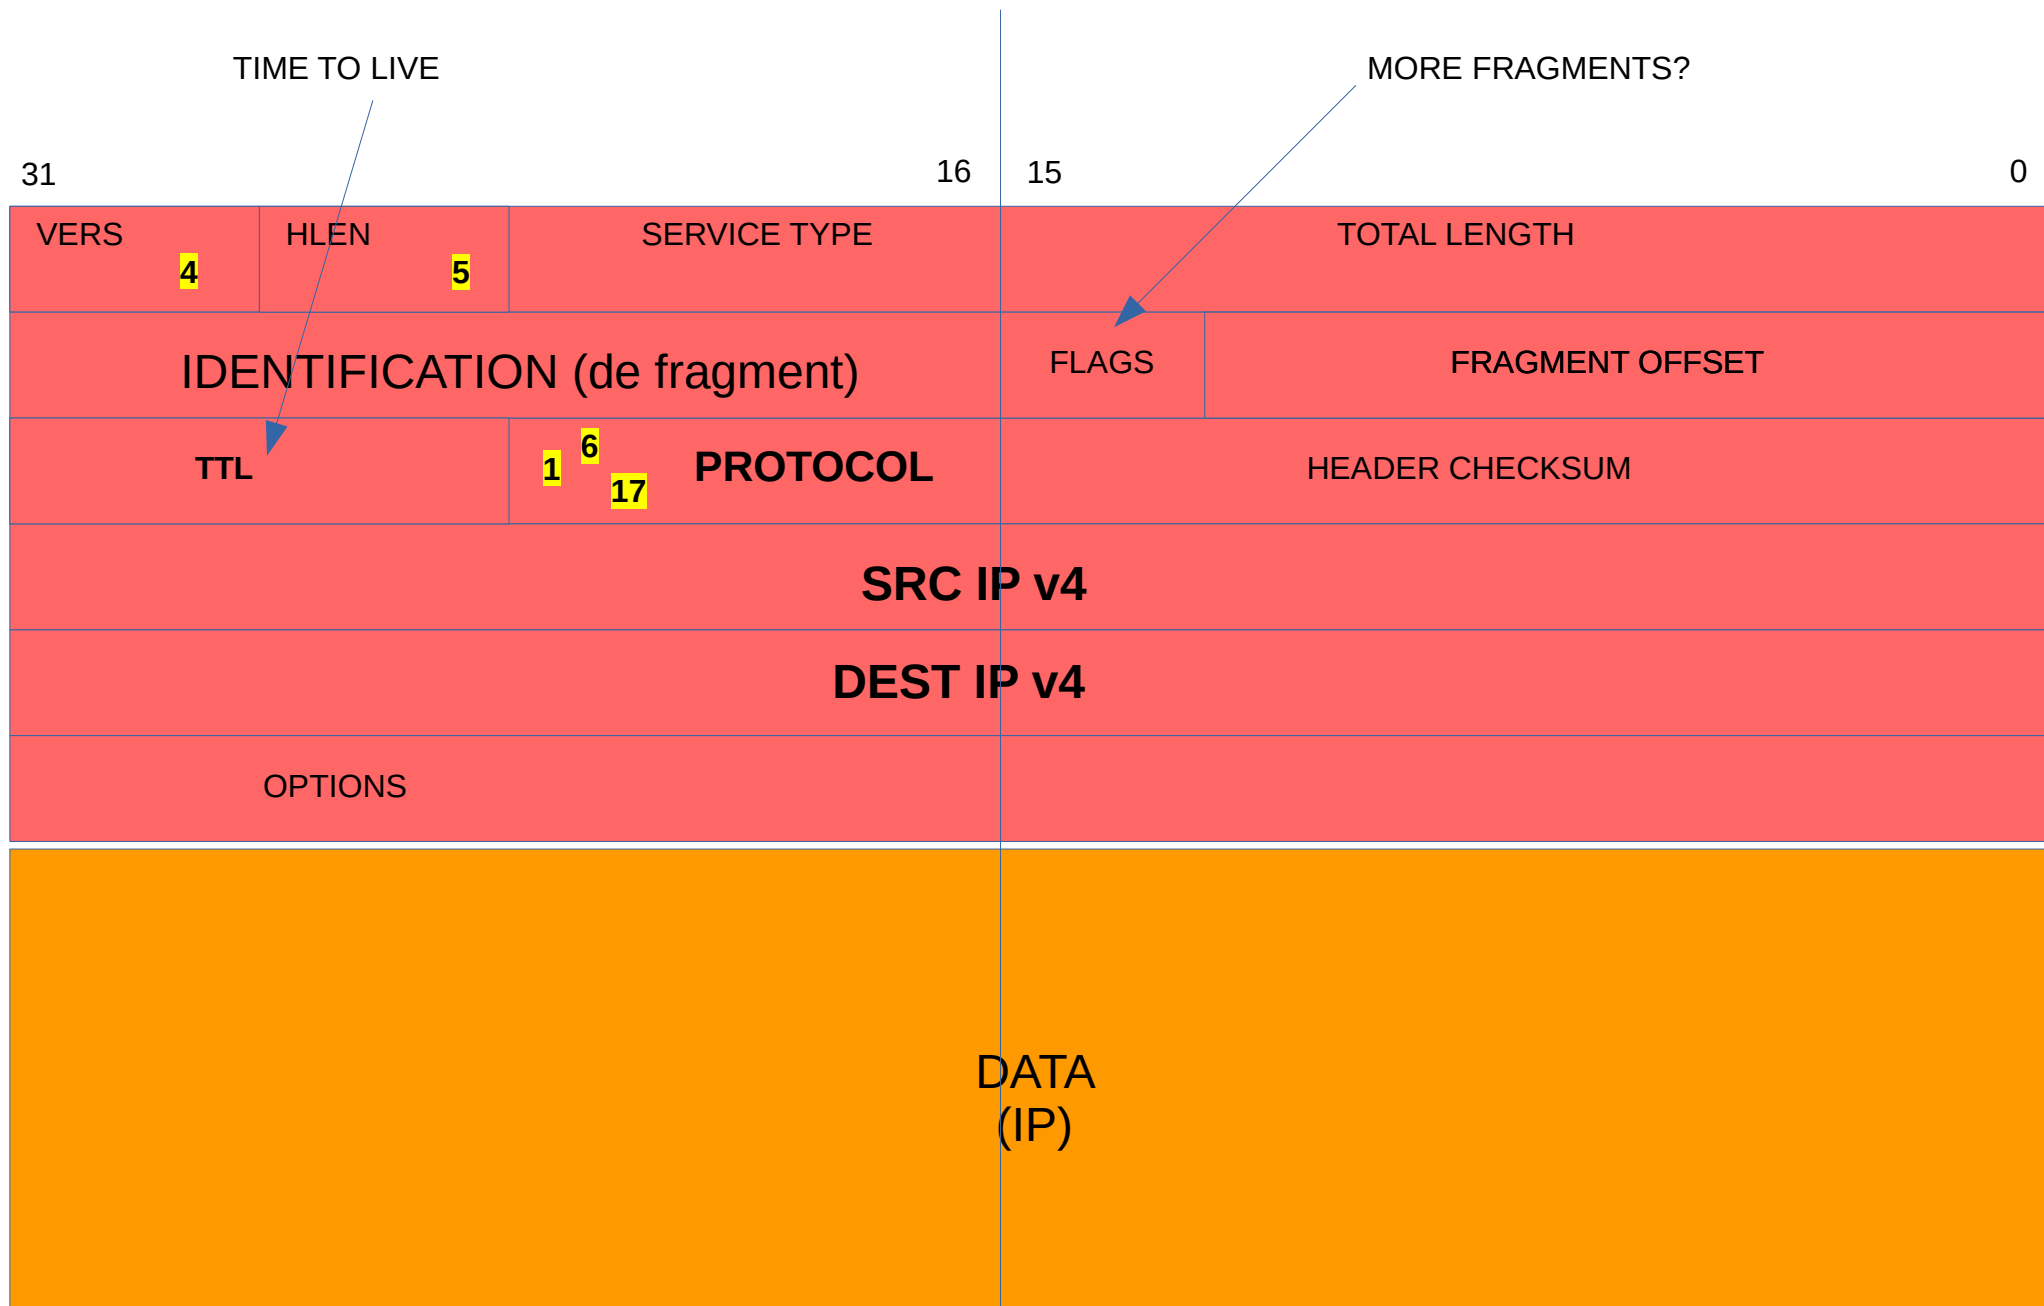 TIME TO LIVE
MORE FRAGMENTS?
31
16
15
0
VERS
4
HLEN
5
SERVICE TYPE
TOTAL LENGTH
IDENTIFICATION (de fragment)
FLAGS
FRAGMENT OFFSET
TTL
1
6
17
PROTOCOL
HEADER CHECKSUM
SRC IP v4
DEST IP v4
OPTIONS
DATA
(IP)